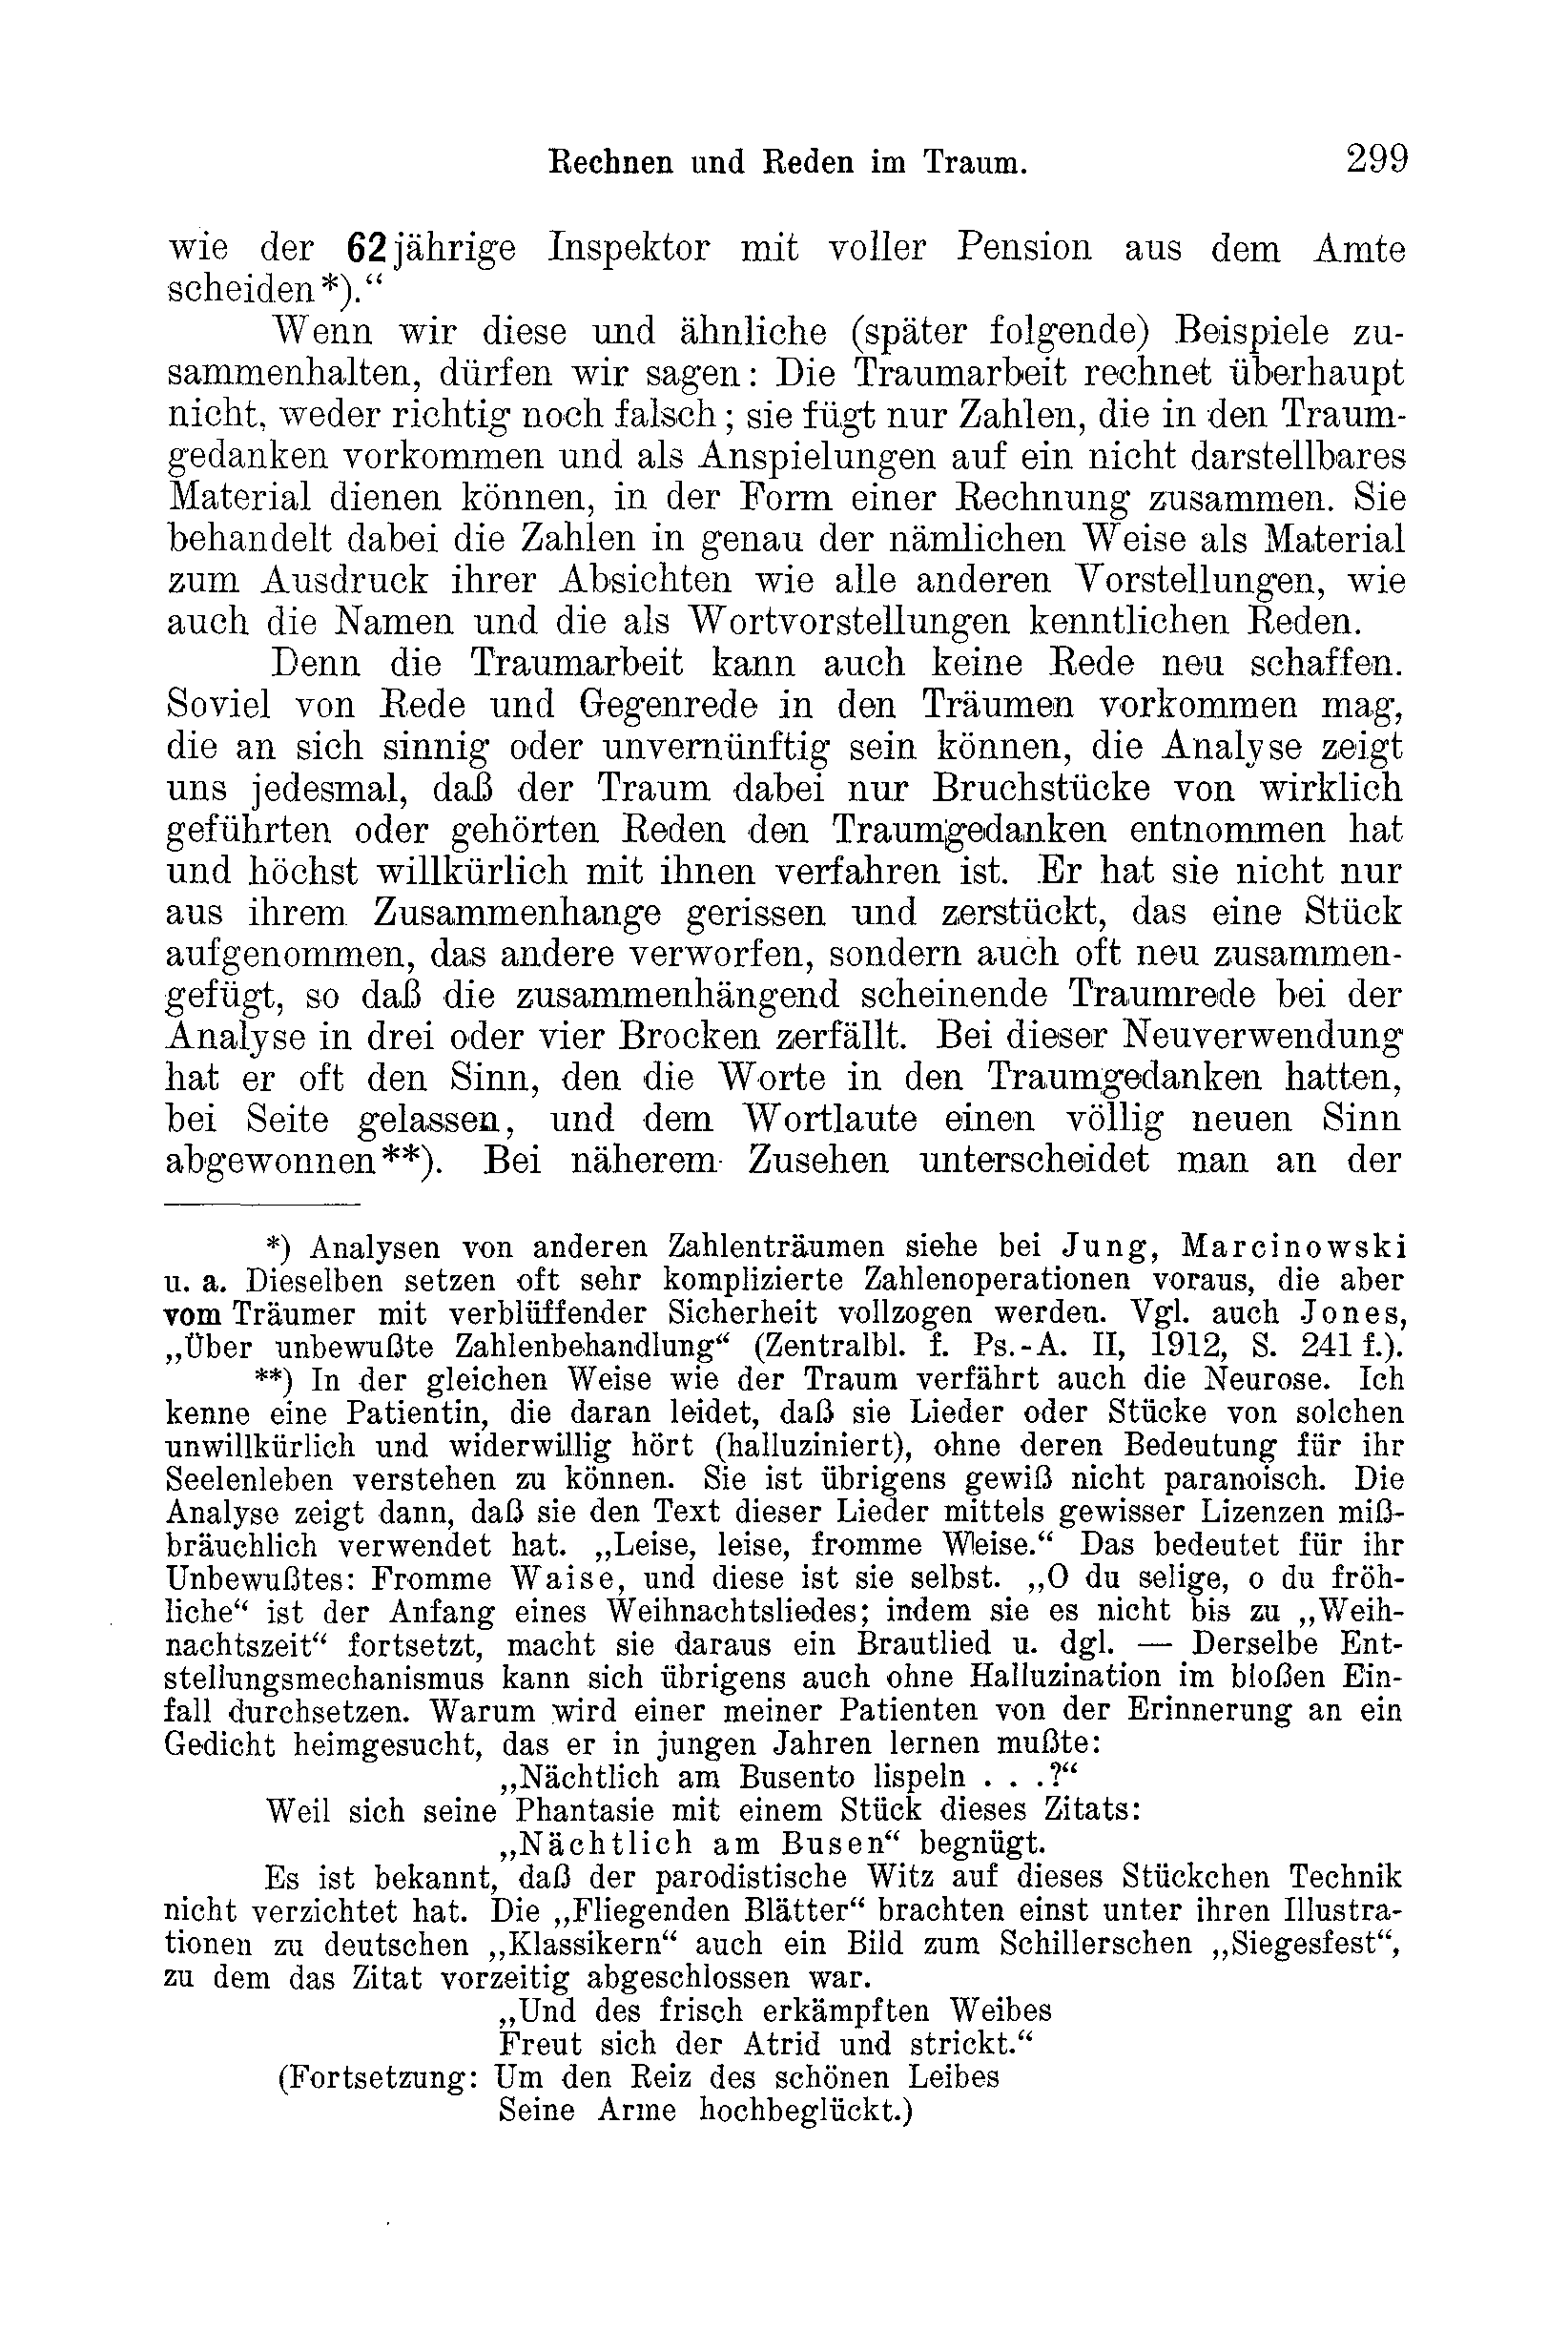 Rechnen und Reden im Traum. 299
wie der 62jährige Inspektor mit voller Pension aus dem Amte
scheiden*).“
Wenn wir diese und ähnliche (später folgende) Beispiele zu-
sammenhalten, dürfen wir sagen: Die Traumarbeit rechnet überhaupt
nicht, weder richtig noch falsch; sie fügt nur Zahlen, die in den Traum-
gedanken vorkommen und als Anspielungen auf ein nicht darstellbares
Material dienen können, in der Form einer Rechnung zusammen. Sie
behandelt dabei die Zahlen in genau der nämlichen Weise als Material
zum Ausdruck ihrer Absichten wie alle anderen Vorstellungen, wie
auch die Namen und die als Wortvorstellungen kenntlichen Reden.
Denn die Traumarbeit kann auch keine Rede neu schaffen.
Soviel von Rede und Gegenrede in den Träumen vorkommen mag,
die an sich sinnig oder unvernünftig sein können, die Analyse zeigt
uns jedesmal, daß der Traum dabei nur Bruchstücke von wirklich
geführten oder gehörten Reden den Traumgedanken entnommen hat
und höchst willkürlich mit ihnen verfahren ist. Er hat sie nicht nur
aus ihrem Zusammenhange gerissen und zerstückt, das eine Stück
aufgenommen, das andere verworfen, sondern auch oft neu zusammen-
gefügt, so daß die zusammenhängend scheinende Traumrede bei der
Analyse in drei oder vier Brocken zerfällt. Bei dieser Neuverwendung
hat er oft den Sinn, den die Worte in den Traumgedanken hatten,
bei Seite gelassen, und dem Wortlaute einen völlig neuen Sinn
abgewonnen**). Bei näherem Zusehen unterscheidet man an der
*) Analysen von anderen Zahlenträumen siehe bei Jung, Marcinowski
u. a. Dieselben setzen oft sehr komplizierte Zahlenoperationen voraus, die aber
vom Träumer mit verblüffender Sicherheit vollzogen werden. Vgl. auch Jones,
„Über unbewußte Zahlenbehandlung“ (Zentralbl. f. Ps.-A. II, 1912, S. 241 f.).
**) In der gleichen Weise wie der Traum verfährt auch die Neurose. Ich
kenne eine Patientin, die daran leidet, daß sie Lieder oder Stücke von solchen
unwillkürlich und widerwillig hört (halluziniert), ohne deren Bedeutung für ihr
Seelenleben verstehen zu können. Sie ist übrigens gewiß nicht paranoisch. Die
Analyse zeigt dann, daß sie den Text dieser Lieder mittels gewisser Lizenzen miß-
bräuchlich verwendet hat. „Leise, leise, fromme Weise.“ Das bedeutet für ihr
Unbewußtes: Fromme Waise, und diese ist sie selbst. „O du selige, o du fröh-
liche“ ist der Anfang eines Weihnachtsliedes; indem sie es nicht bis zu „Weih-
nachtszeit“ fortsetzt, macht sie daraus ein Brautlied u. dgl. — Derselbe Ent-
stellungsmechanismus kann sich übrigens auch ohne Halluzination im bloßen Ein-
fall durchsetzen. Warum wird einer meiner Patienten von der Erinnerung an ein
Gedicht heimgesucht, das er in jungen Jahren lernen mußte:
„Nächtlich am Busento lispeln . . .?“
Weil sich seine Phantasie mit einem Stück dieses Zitats:
„Nächtlich am Busen“ begnügt.
Es ist bekannt, daß der parodistische Witz auf dieses Stückchen Technik
nicht verzichtet hat. Die „Fliegenden Blätter“ brachten einst unter ihren Illustra-
tionen zu deutschen „Klassikern“ auch ein Bild zum Schillerschen „Siegesfest“,
zu dem das Zitat vorzeitig abgeschlossen war.
„Und des frisch erkämpften Weibes
Freut sich der Atrid und strickt.“
(Fortsetzung: Um den Reiz des schönen Leibes
Seine Arme hochbeglückt.)